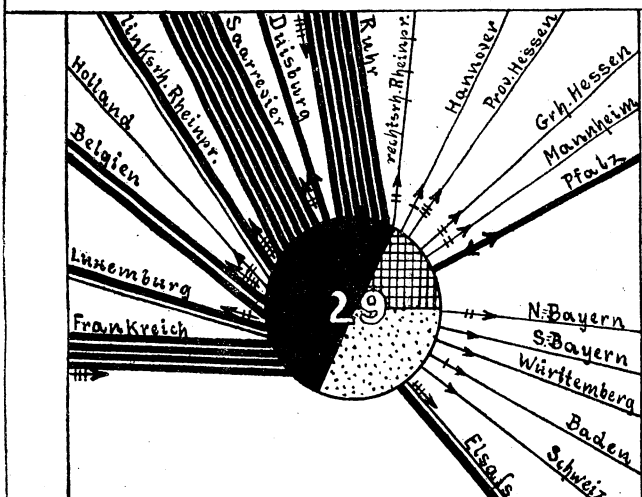 Holland
linksrh. Rheinpr.
Saarrevier
Duisburg
Ruhr
rechtsrh. Rheinpr.
Hannover
Prov. Hessen
Grh. Hessen
Mannheim
Pfalz
Belgien
Luxemburg
Frankreich
29
N-Bayern
S.Bayern
Württemberg
Baden
Schweiz
Elsaſs